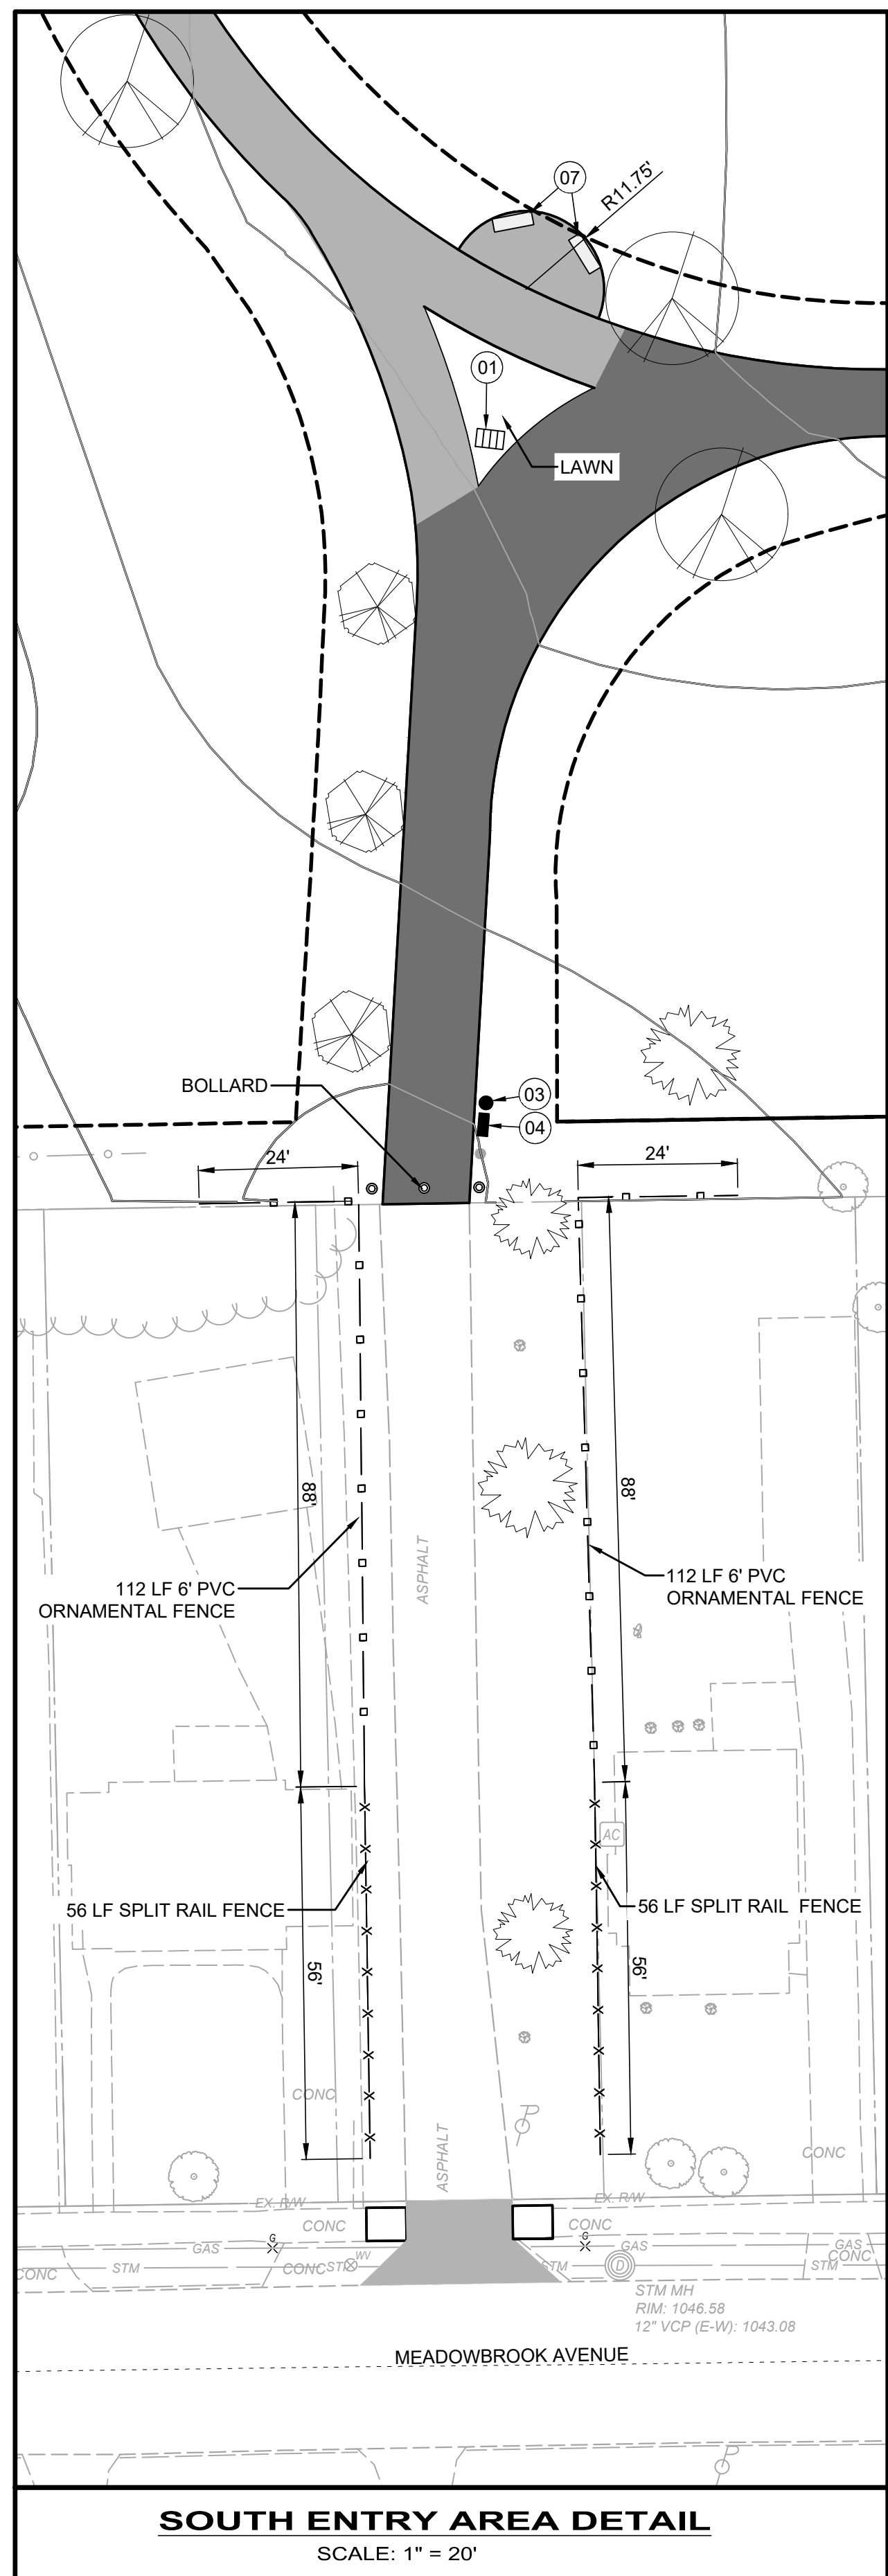 07
R11.75'
01
LAWN
BOLLARD
03
04
24'
24'
88'
88'
ASPHALT
112 LF 6' PVC
ORNAMENTAL FENCE
112 LF 6' PVC
ORNAMENTAL FENCE
AC
56 LF SPLIT RAIL FENCE
56 LF SPLIT RAIL  FENCE
56'
56'
CONC
ASPHALT
CONC
EX. R/W
EX. R/W
CONC
CONC
G
G
GAS
GAS
GAS
WV
CONC
STM
CONC
STM
STM
D
STM
CONC
STM MH
RIM: 1046.58
12" VCP (E-W): 1043.08
MEADOWBROOK AVENUE
SOUTH ENTRY AREA DETAIL
SCALE: 1" = 20'